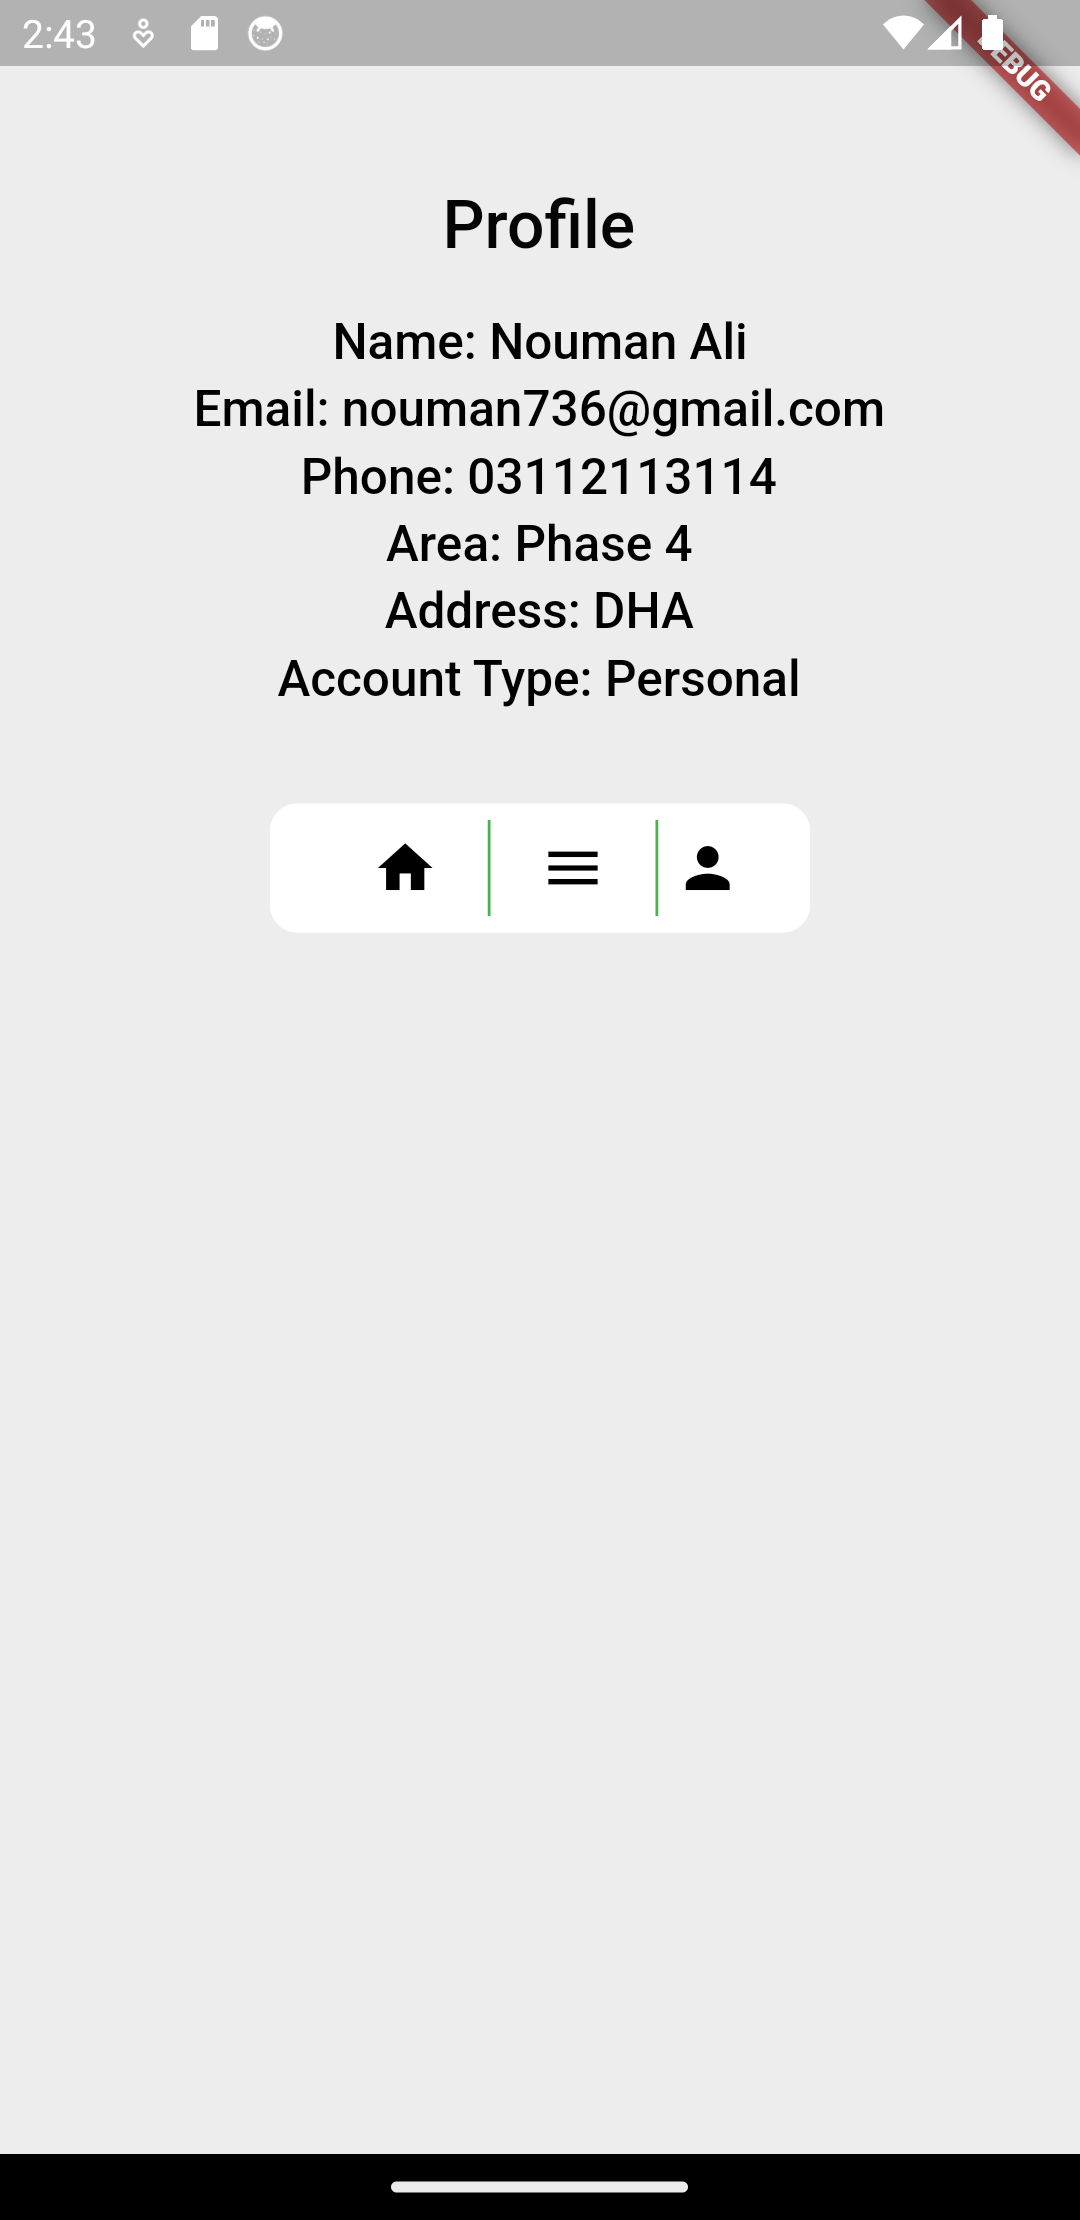 2:43
DEBUG
Profile
Name: Nouman Ali
Email: nouman736@gmail.com
Phone: 03112113114
Area: Phase 4
Address: DHA
Account Type: Personal